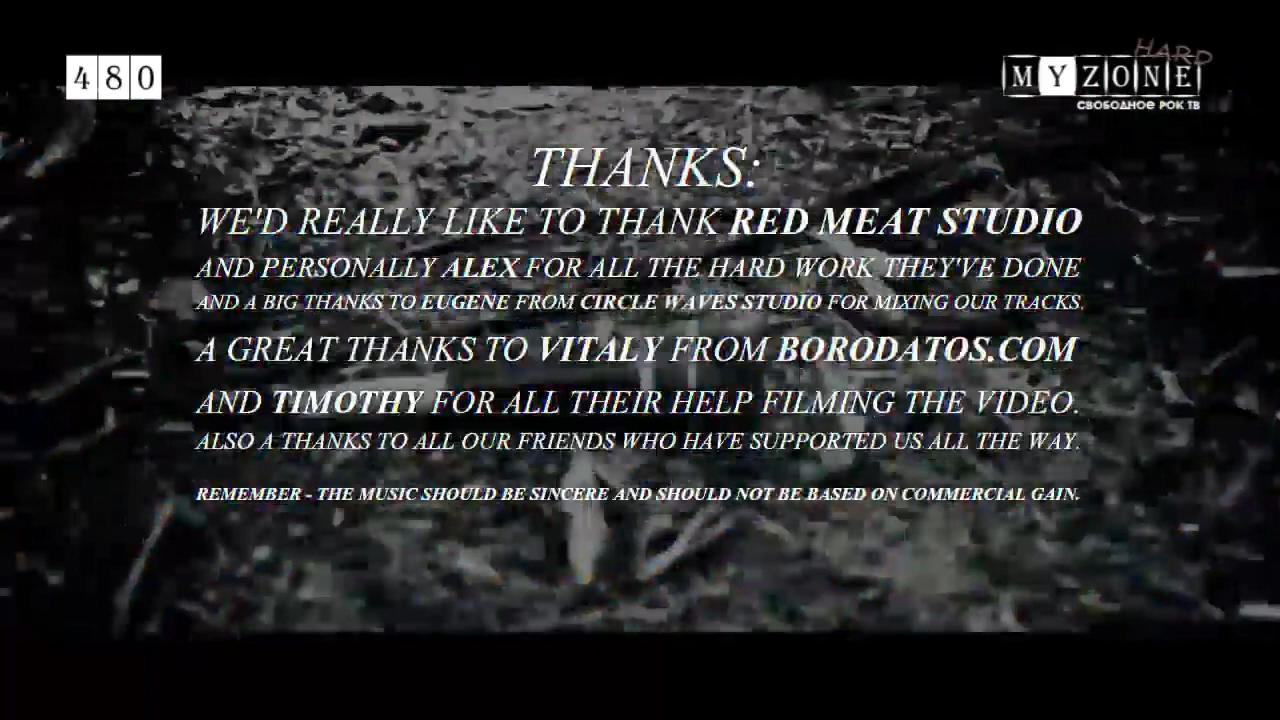 480
HARD
MYZONE
СВОБОДНОЕ РОК ТВ
THANKS:
WE'D REALLY LIKE TO THANK RED MEAT STUDIO
AND PERSONALLY ALEX FOR ALL THE HARD WORK THEY'VE DONE
AND A BIG THANKS TO EUGENE FROM CIRCLE WAVES STUDIO FOR MIXING OUR TRACKS.
A GREAT THANKS TO VITALY FROM BORODATOS.COM
AND TIMOTHY FOR ALL THEIR HELP FILMING THE VIDEO.
ALSO A THANKS TO ALL OUR FRIENDS WHO HAVE SUPPORTED US ALL THE WAY.
REMEMBER - THE MUSIC SHOULD BE SINCERE AND SHOULD NOT BE BASED ON COMMERCIAL GAIN.